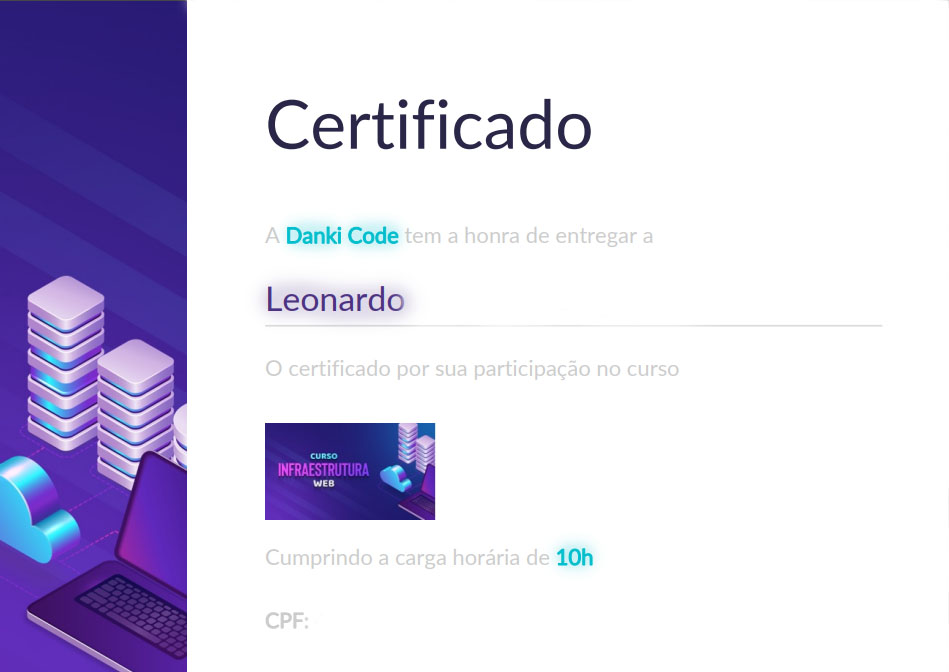 Certificado
A Danki Code tem a honra de entregar a
Leonardo
O certificado por sua participação no curso
CURSO
INFRAESTRUTURA
WEB
Cumprindo a carga horária de 10h
CPF: